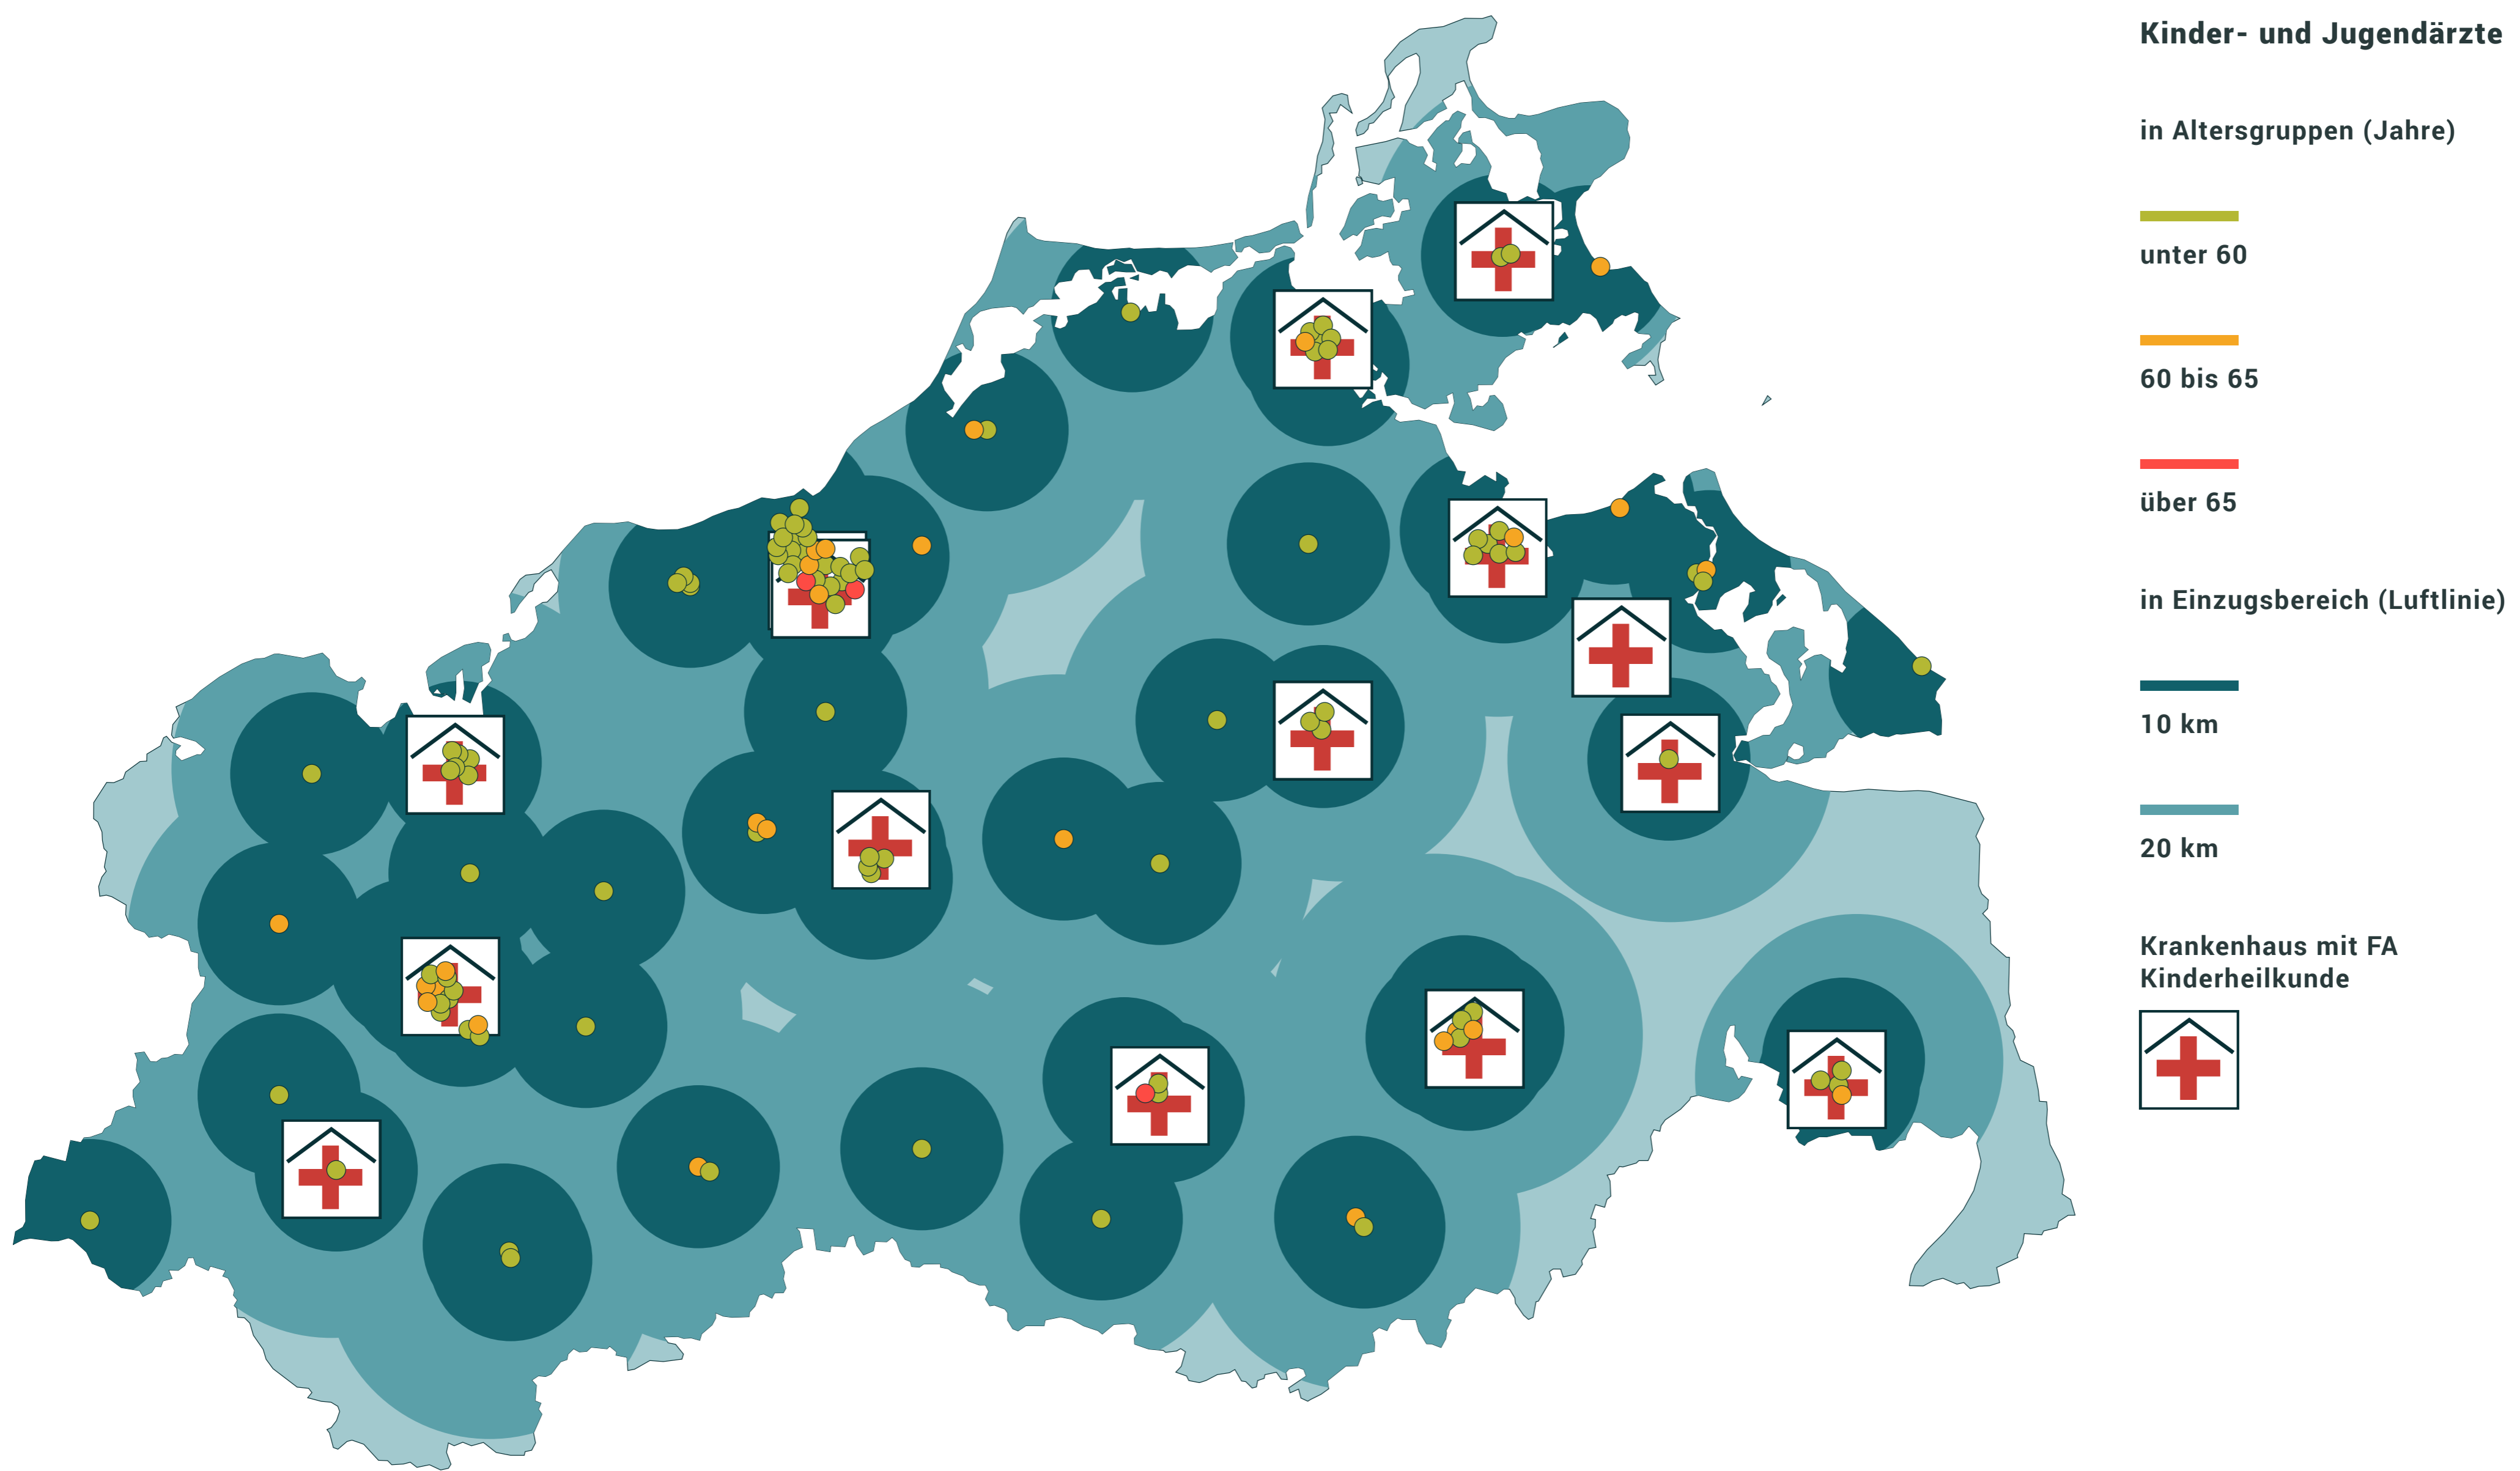 Kinder- und Jugendärzte
in Altersgruppen (Jahre)
unter 60
60 bis 65
über 65
in Einzugsbereich (Luftlinie)
10 km
20 km
Krankenhaus mit FA
Kinderheilkunde